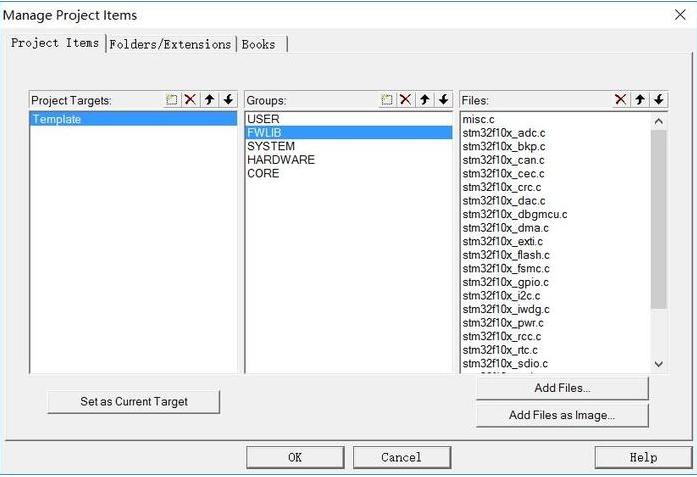 Manage Project Items
Project Items
Folders/Extensions
Books
Project Targets:
Groups:
Files:
Template
USER
FWLIB
SYSTEM
HARDWARE
CORE
misc.c
stm32f10x_adc.c
stm32f10x_bkp.c
stm32f10x_can.c
stm32f10x_cec.c
stm32f10x_crc.c
stm32f10x_dac.c
stm32f10x_dbgmcu.c
stm32f10x_dma.c
stm32f10x_exti.c
stm32f10x_flash.c
stm32f10x_fsmc.c
stm32f10x_gpio.c
stm32f10x_i2c.c
stm32f10x_iwdg.c
stm32f10x_pwr.c
stm32f10x_rcc.c
stm32f10x_rtc.c
stm32f10x_sdio.c
Set as Current Target
Add Files...
Add Files as Image...
OK
Cancel
Help